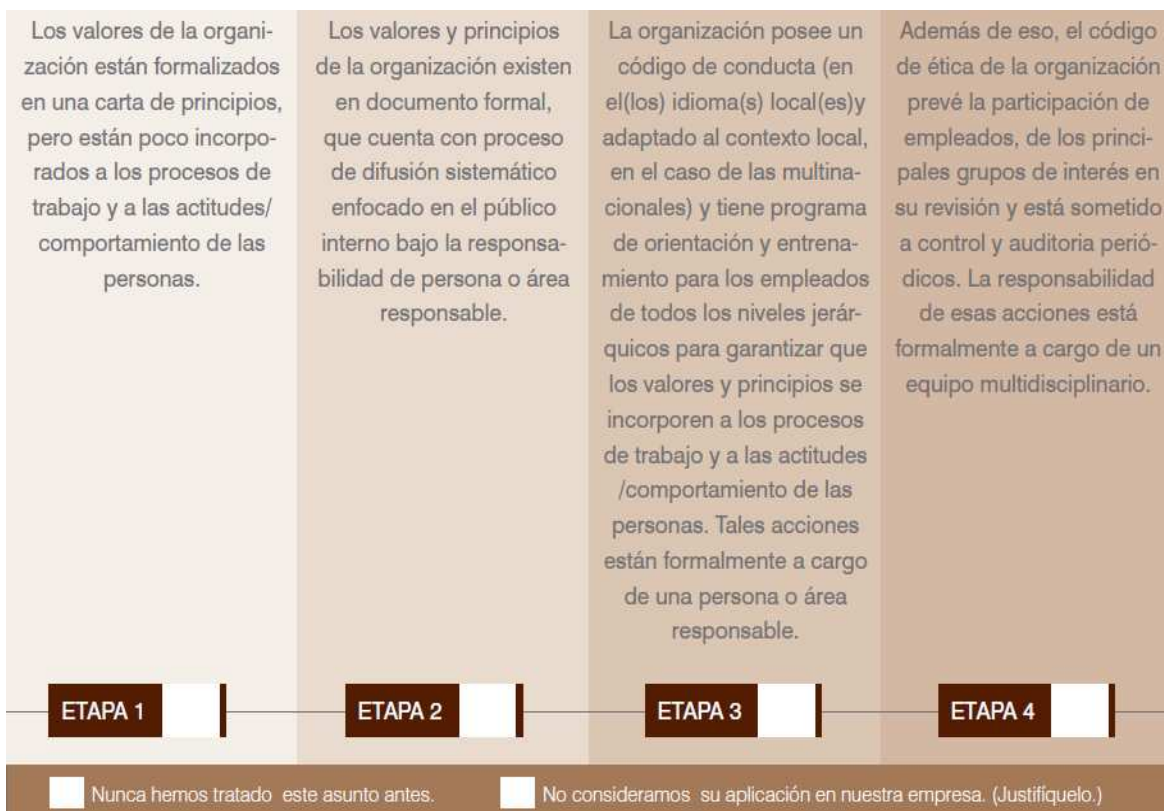 Los valores de la organi-
zación están formalizados
en una carta de principios,
pero están poco incorpo-
rados a los procesos de
trabajo y a las actitudes/
comportamiento de las
personas.
Los valores y principios
de la organización existen
en documento formal,
que cuenta con proceso
de difusión sistemático
enfocado en el público
interno bajo la responsa-
bilidad de persona o área
responsable.
La organización posee un
código de conducta (en
el(los) idioma(s) local(es)y
adaptado al contexto local,
en el caso de las multina-
cionales) y tiene programa
de orientación y entrena-
miento para los empleados
de todos los niveles jerár-
quicos para garantizar que
los valores y principios se
incorporen a los procesos
de trabajo y a las actitudes
/comportamiento de las
personas. Tales acciones
están formalmente a cargo
de una persona o área
responsable.
Además de eso, el código
de ética de la organización
prevé la participación de
empleados, de los princi-
pales grupos de interés en
su revisión y está sometido
a control y auditoria perió-
dicos. La responsabilidad
de esas acciones está
formalmente a cargo de un
equipo multidisciplinario.
ETAPA 1
ETAPA 2
ETAPA 3
ETAPA 4
Nunca hemos tratado este asunto antes.
No consideramos su aplicación en nuestra empresa. (Justifíquelo.)